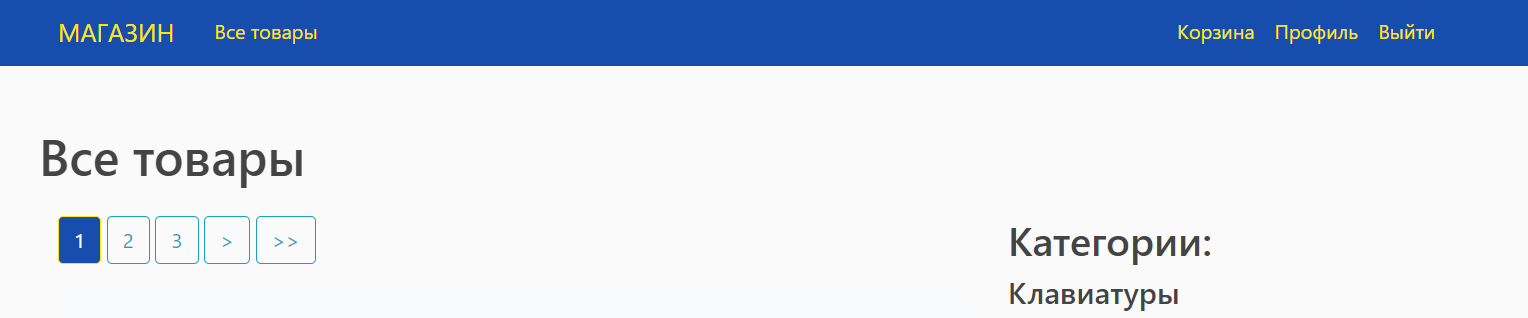 МАГАЗИН Все товары Корзина Профиль Выйти
Все товары
1 2 3 > >>
Категории:
Клавиатуры